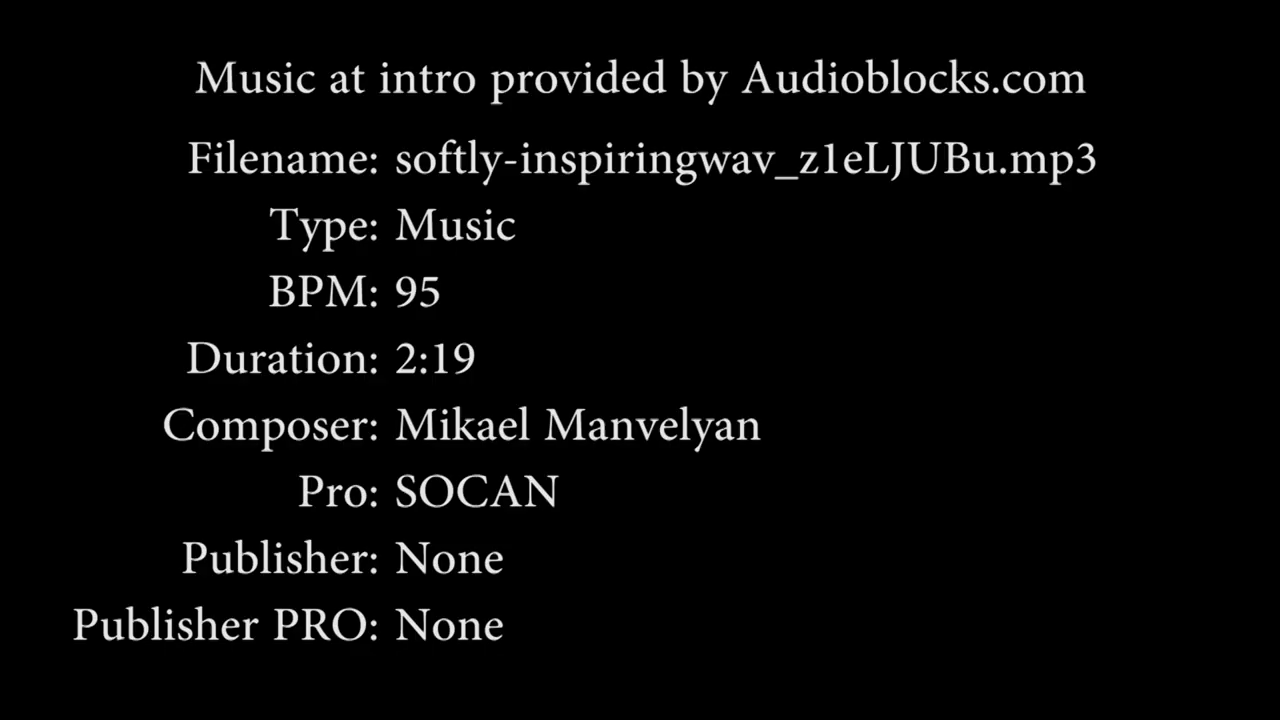 Music at intro provided by Audioblocks.com
Filename: softly-inspiringwav_z1eLJUBu.mp3
Type: Music
BPM: 95
Duration: 2:19
Composer: Mikael Manvelyan
Pro: SOCAN
Publisher: None
Publisher PRO: None